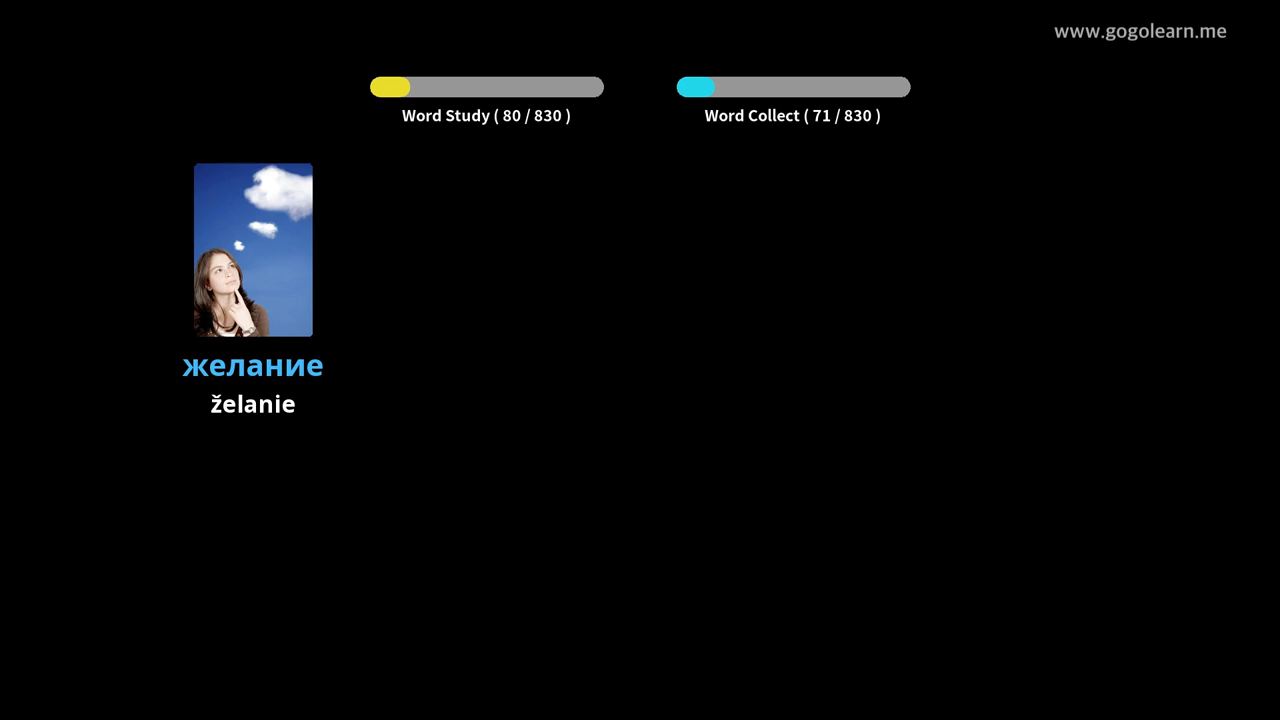 www.gogolearn.me
Word Study ( 80 / 830 )
Word Collect ( 71 / 830 )
желание
želanie